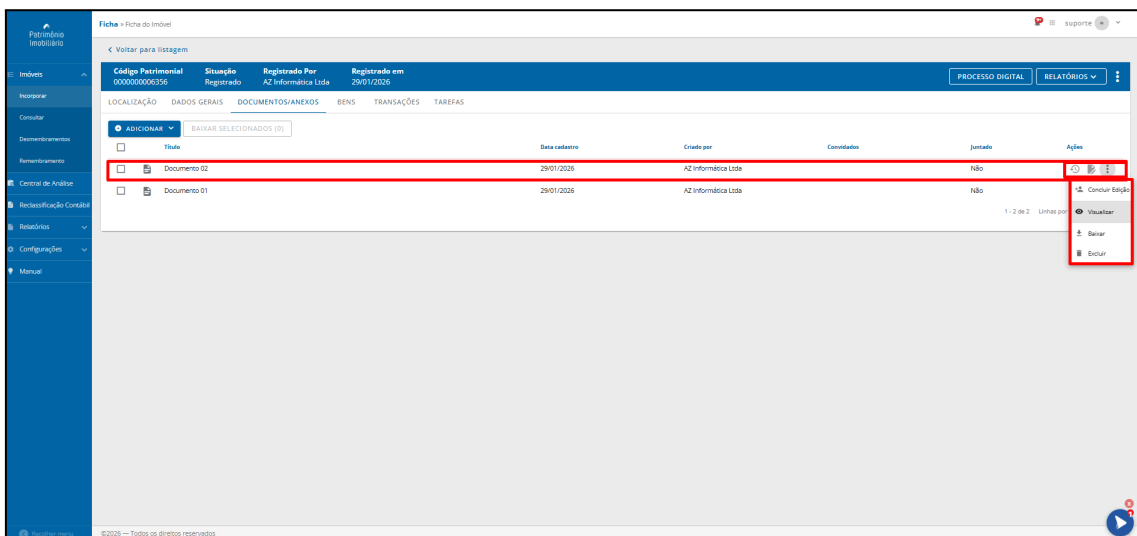 Patrimônio
Imobiliário
Imóveis
Incorporar
Consultar
Desmembramentos
Remembramento
Central de Análise
Reclassificação Contábil
Relatórios
Configurações
Manual
Recolher menu
Ficha » Ficha do Imóvel
suporte
Voltar para listagem
Código Patrimonial Situação Registrado Por Registrado em
0000000006356 Registrado AZ Informática Ltda 29/01/2026
PROCESSO DIGITAL RELATÓRIOS
LOCALIZAÇÃO DADOS GERAIS DOCUMENTOS/ANEXOS BENS TRANSAÇÕES TAREFAS
ADICIONAR BAIXAR SELECIONADOS (0)
Título Data cadastro Criado por Convidados Juntado Ações
Documento 02 29/01/2026 AZ Informática Ltda Não
Documento 01 29/01/2026 AZ Informática Ltda Não
1 - 2 de 2 Linhas por
Concluir Edição
Visualizar
Baixar
Excluir
©2026 — Todos os direitos reservados